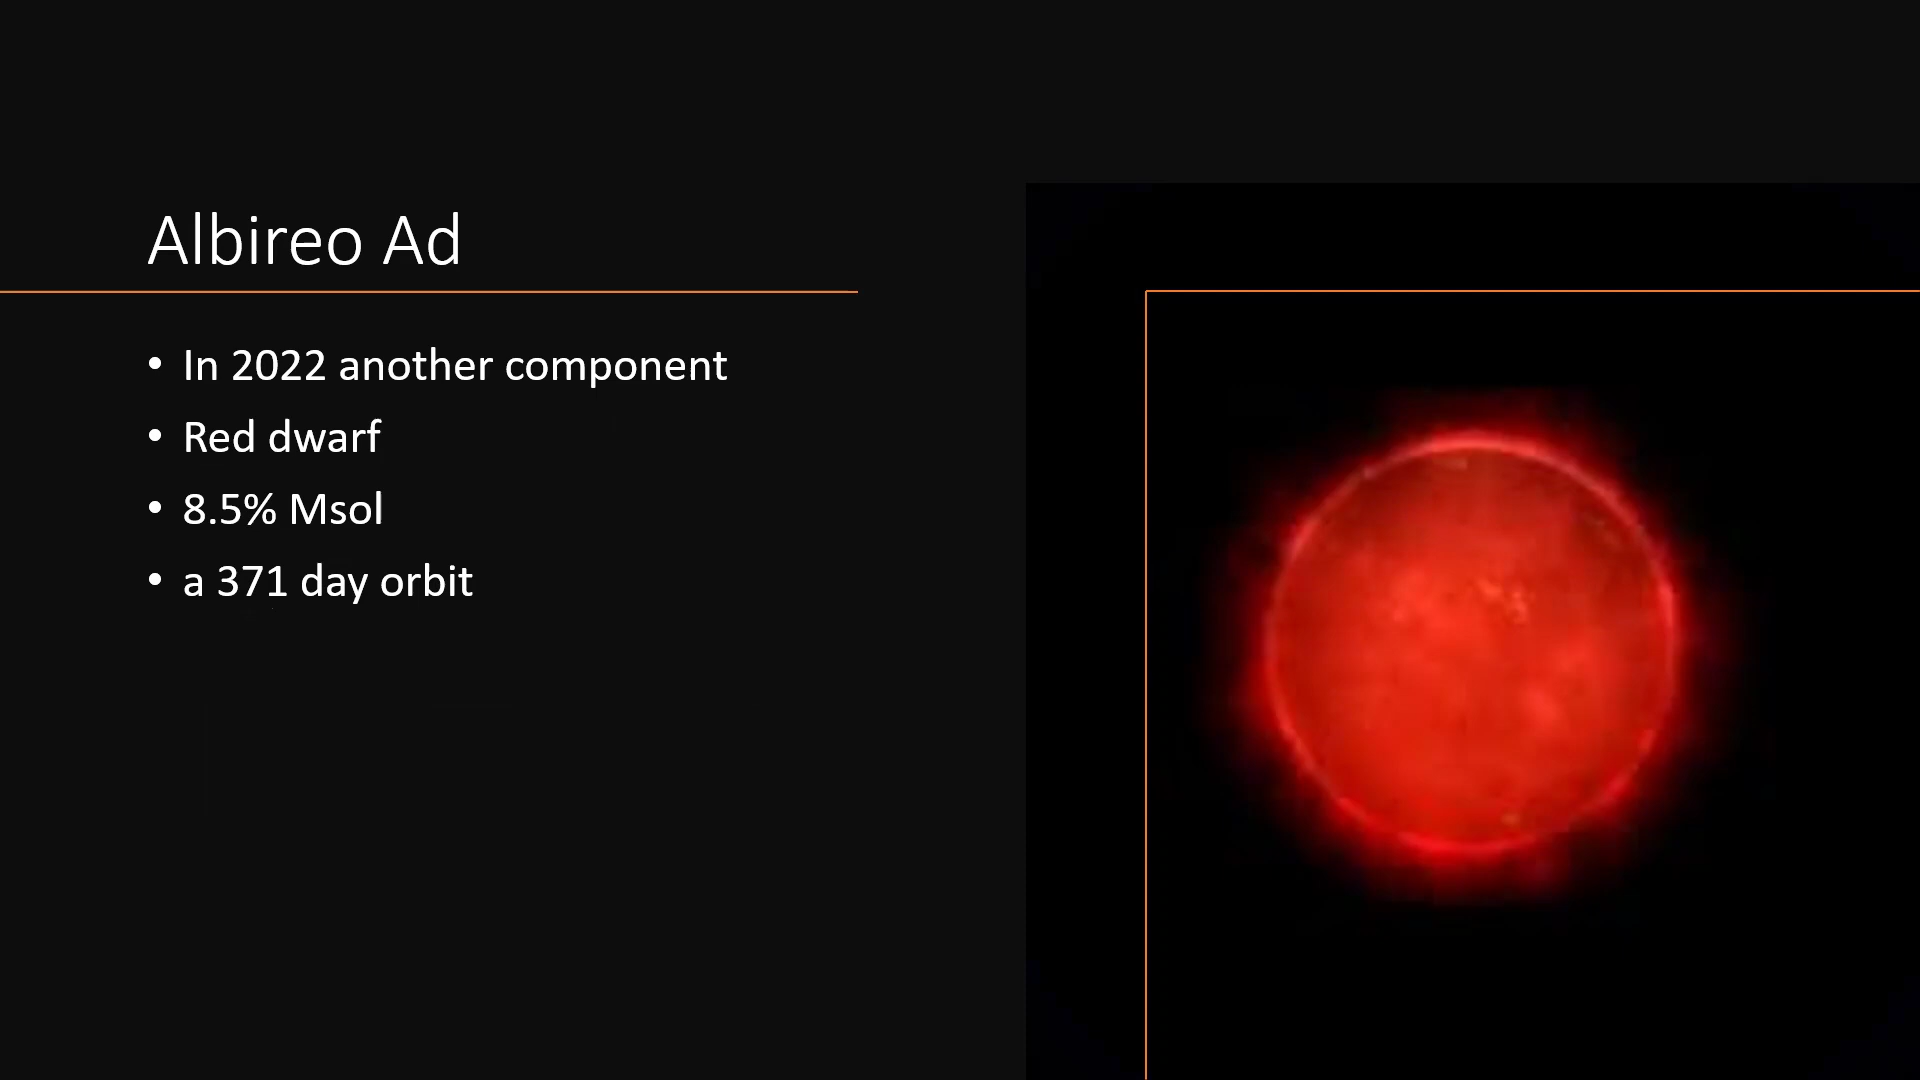 Albireo Ad
• In 2022 another component
• Red dwarf
• 8.5% Msol
• a 371 day orbit